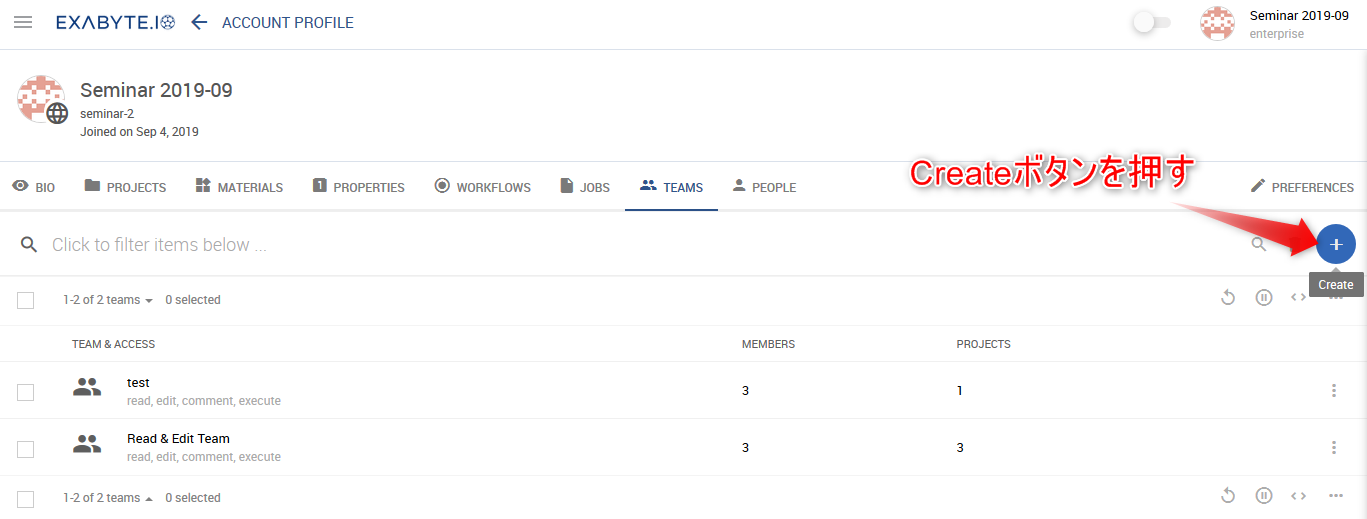 EXABYTE.IO
ACCOUNT PROFILE
Seminar 2019-09
enterprise
Seminar 2019-09
seminar-2
Joined on Sep 4, 2019
Createボタンを押す
BIO PROJECTS MATERIALS 1 PROPERTIES WORKFLOWS JOBS TEAMS PEOPLE PREFERENCES
Click to filter items below ...
Create
1-2 of 2 teams 0 selected
TEAM & ACCESS MEMBERS PROJECTS
test 3 1
read, edit, comment, execute
Read & Edit Team 3 3
read, edit, comment, execute
1-2 of 2 teams 0 selected